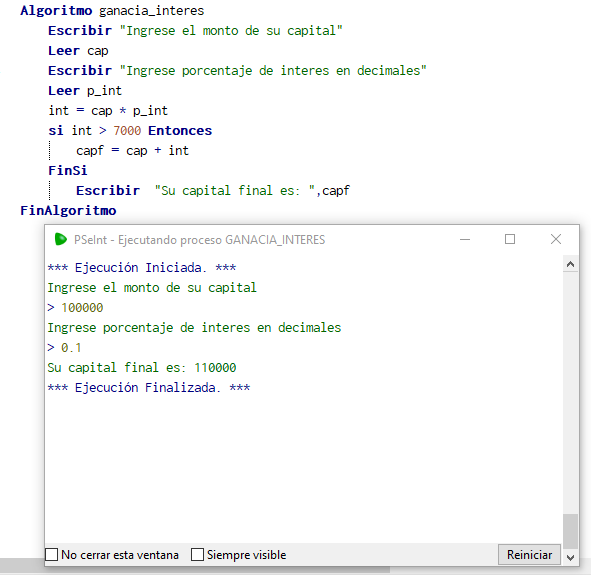 Algoritmo ganacia_interes
Escribir "Ingrese el monto de su capital"
Leer cap
Escribir "Ingrese porcentaje de interes en decimales"
Leer p_int
int = cap * p_int
si int > 7000 Entonces
capf = cap + int
FinSi
Escribir "Su capital final es: ",capf
FinAlgoritmo
PSeInt - Ejecutando proceso GANACIA_INTERES
*** Ejecución Iniciada. ***
Ingrese el monto de su capital
> 100000
Ingrese porcentaje de interes en decimales
> 0.1
Su capital final es: 110000
*** Ejecución Finalizada. ***
No cerrar esta ventana Siempre visible Reiniciar